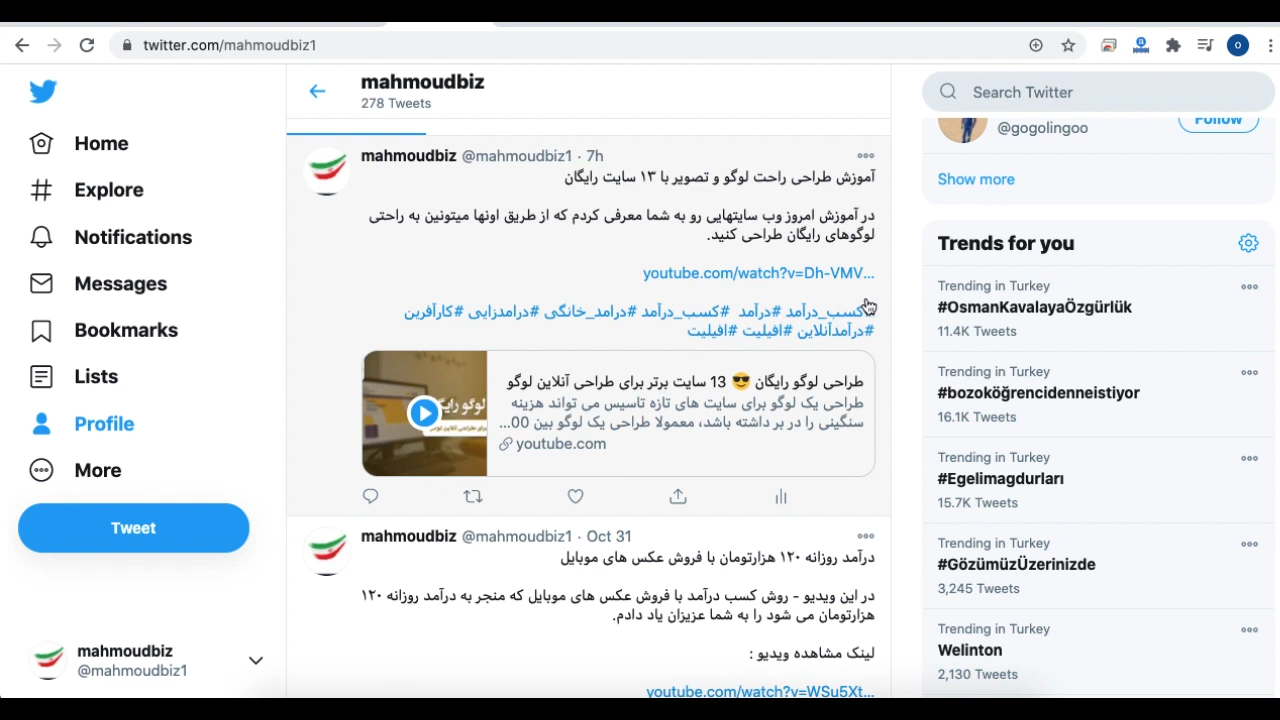 twitter.com/mahmoudbiz1
Home
Explore
Notifications
Messages
Bookmarks
Lists
Profile
More
Tweet
mahmoudbiz
@mahmoudbiz1
mahmoudbiz
278 Tweets
mahmoudbiz @mahmoudbiz1 · 7h
آموزش طراحی راحت لوگو و تصویر با ۱۳ سایت رایگان
در آموزش امروز وب سایتهایی رو به شما معرفی کردم که از طریق اونها میتونین به راحتی
لوگوهای رایگان طراحی کنید.
youtube.com/watch?v=Dh-VMV...
کسب_درآمد #درآمد #کسب_درآمد #درامد_خانگی #درامدزایی #کارآفرین
#درآمدآنلاین #افیلیت #افیلیت
لوگو رایگ
طراحی لوگو رایگان 😎 13 سایت برتر برای طراحی آنلاین لوگو
طراحی یک لوگو برای سایت های تازه تاسیس می تواند هزینه
سنگینی را در بر داشته باشد، معمولا طراحی یک لوگو بین 00...
youtube.com
mahmoudbiz @mahmoudbiz1 · Oct 31
درآمد روزانه ۱۲۰ هزارتومان با فروش عکس های موبایل
در این ویدیو - روش کسب درآمد با فروش عکس های موبایل که منجر به درآمد روزانه ۱۲۰
هزارتومان می شود را به شما عزیزان یاد دادم.
لینک مشاهده ویدیو :
youtube.com/watch?v=WSu5Xt...
Search Twitter
@gogolingoo
Follow
Show more
Trends for you
Trending in Turkey
#OsmanKavalayaÖzgürlük
11.4K Tweets
Trending in Turkey
#bozoköğrencidenneistiyor
16.1K Tweets
Trending in Turkey
#Egelimagdurları
15.7K Tweets
Trending in Turkey
#GözümüzÜzerinizde
3,245 Tweets
Trending in Turkey
Welinton
2,130 Tweets